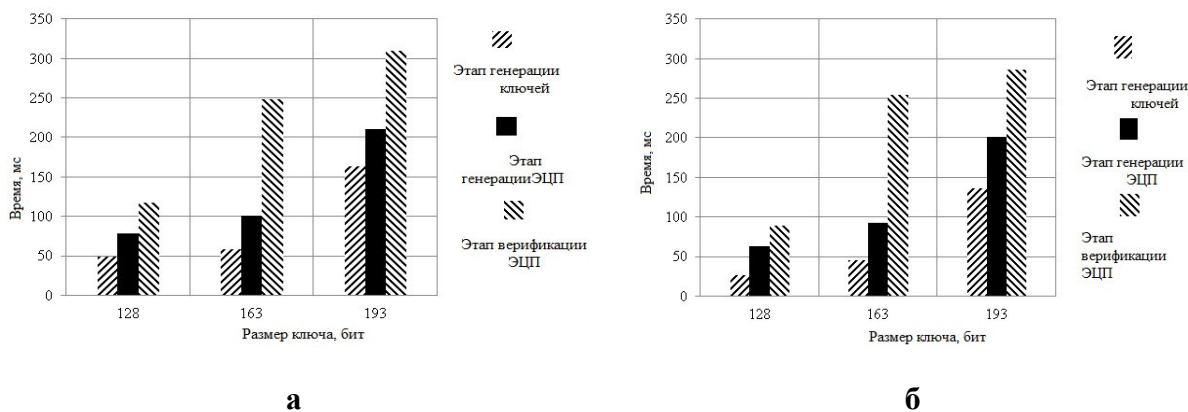 350
300
250
200
150
100
50
0
Время, мс
128
163
193
Размер ключа, бит
Этап генерации
ключей
Этап
генерацииЭЦП
Этап верификации
ЭЦП
а
350
300
250
200
150
100
50
0
Время, мс
128
163
193
Размер ключа, бит
Этап генерации
ключей
Этап генерации
ЭЦП
Этап
верификации
ЭЦП
б